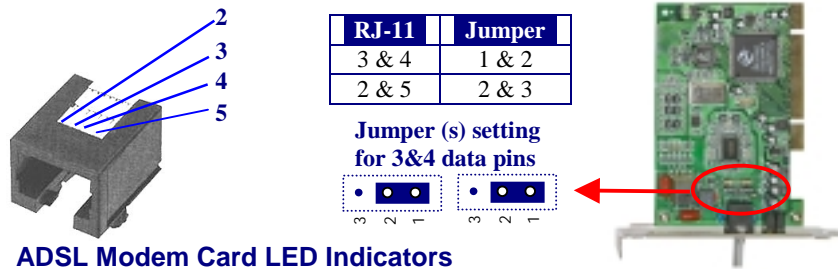 2
3
4
5
RJ-11 Jumper
3 & 4 1 & 2
2 & 5 2 & 3
Jumper (s) setting
for 3&4 data pins
3 2 1 3 2 1
ADSL Modem Card LED Indicators